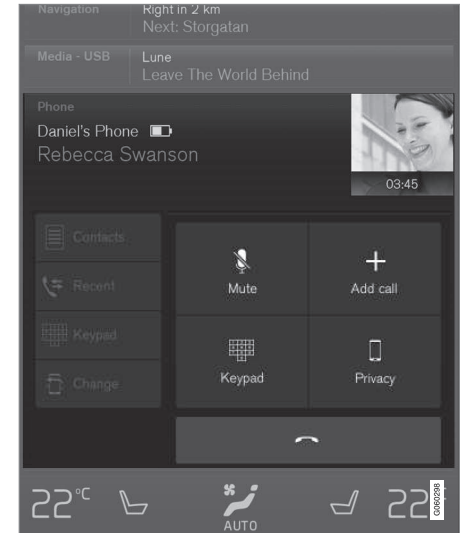 Navigation Right in 2 km
Next: Storgatan
Media - USB Lune
Leave The World Behind
Phone
Daniel's Phone
Rebecca Swanson
03:45
Contacts
Recent
Keypad
Change
Mute
Add call
Keypad
Privacy
22°C
AUTO
22°
G060298